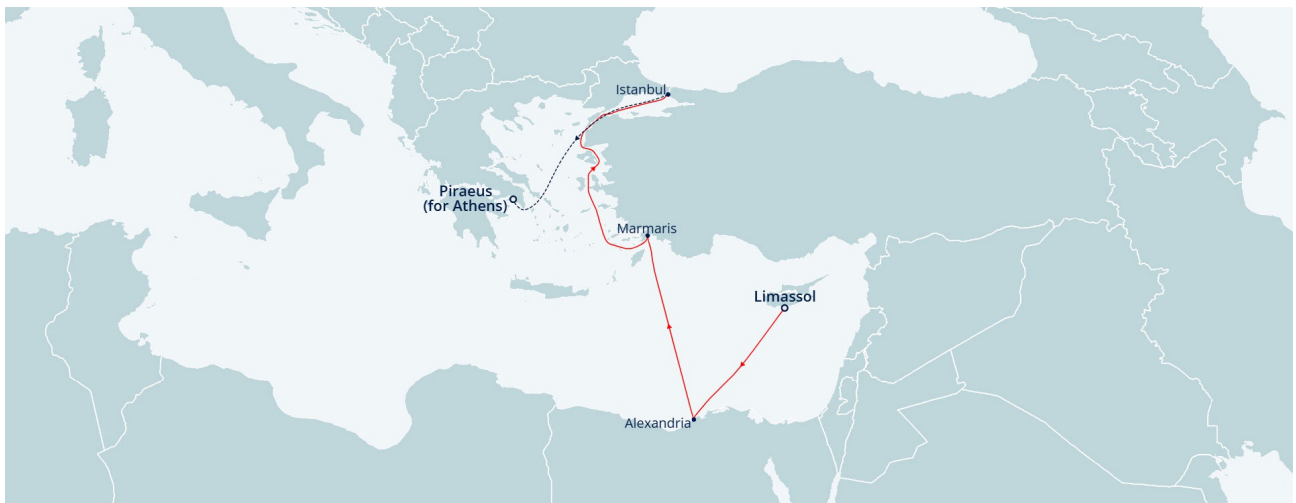 Istanbul
Piraeus
(for Athens)
Marmaris
Limassol
Alexandria